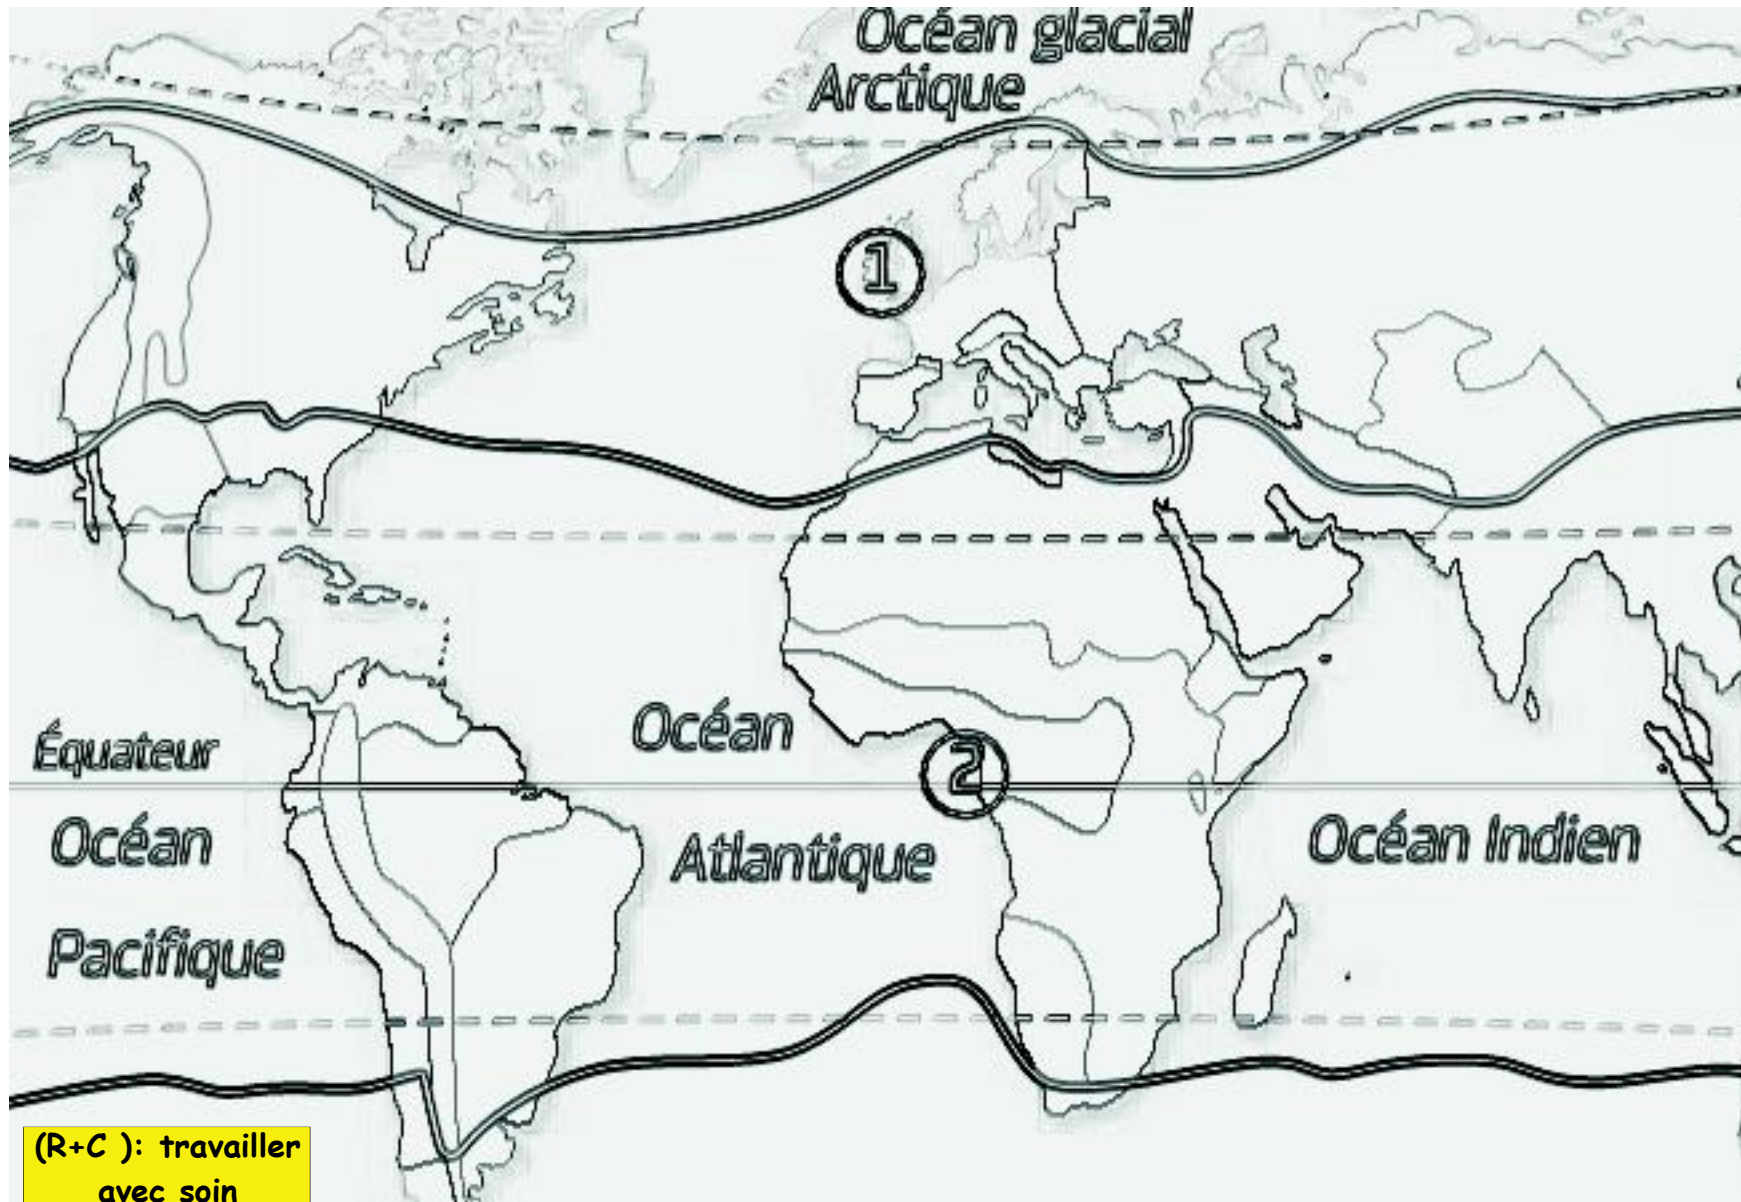 Océan glacial
Arctique
1
Océan
2
Équateur
Océan
Atlantique
Océan Indien
Pacifique
(R+C ): travailler
avec soin